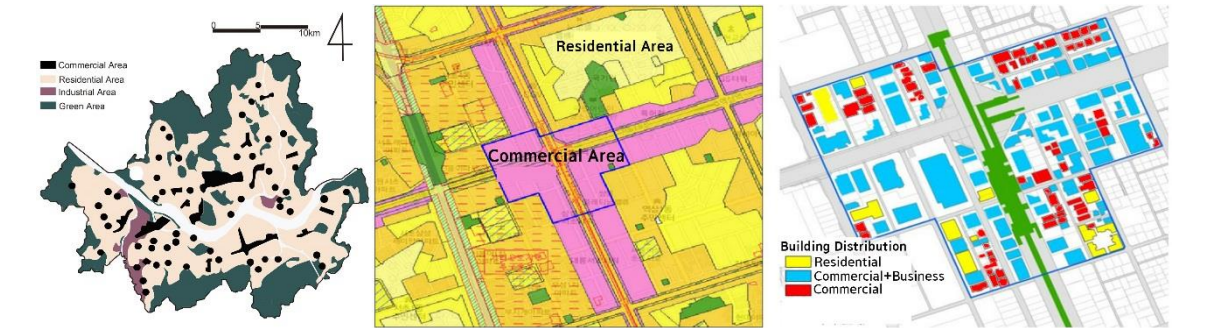 0 5 10km
Commercial Area
Residential Area
Industrial Area
Green Area
Residential Area
Commercial Area
Building Distribution
Residential
Commercial+Business
Commercial